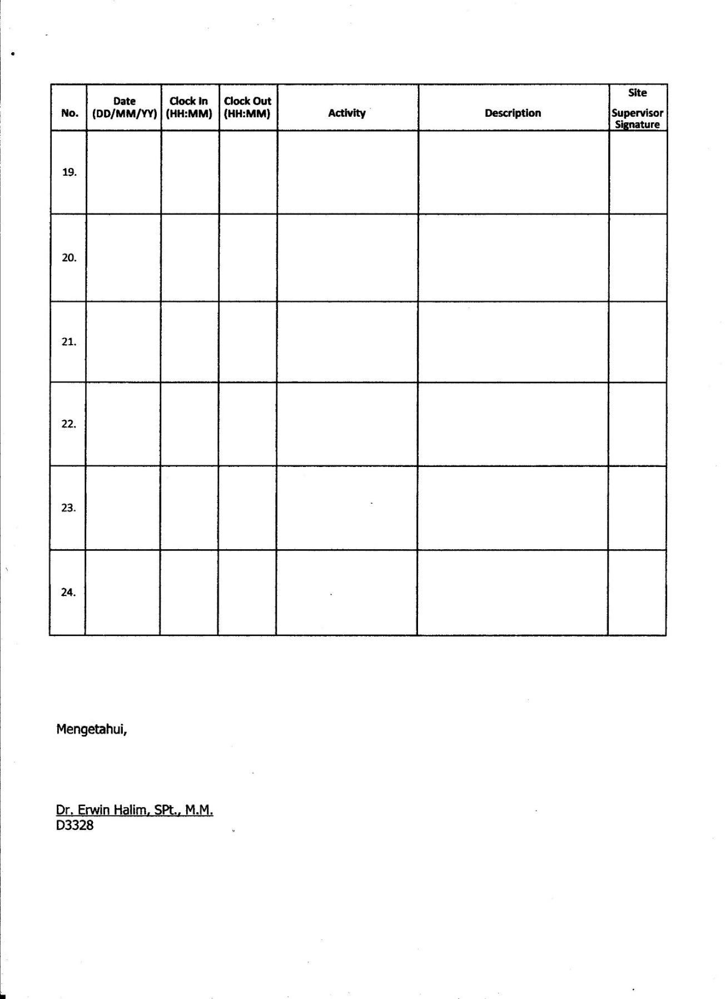 No.
Date
(DD/MM/YY)
Clock In
(HH:MM)
Clock Out
(HH:MM)
Activity
Description
Site
Supervisor
Signature
19.
20.
21.
22.
23.
24.
Mengetahui,
Dr. Erwin Halim, SPt., M.M.
D3328